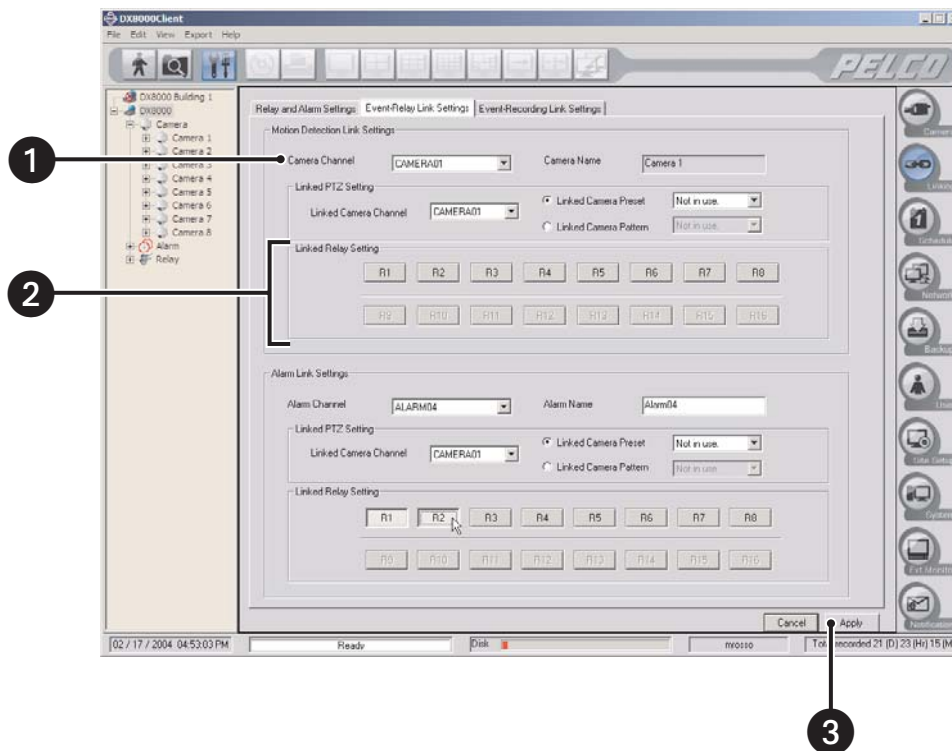 DX8000Client
File Edit View Export Help
PELCO
DX8000 Building 1
DX8000
Camera
Camera 1
Camera 2
Camera 3
Camera 4
Camera 5
Camera 6
Camera 7
Camera 8
Alarm
Relay
Relay and Alarm Settings Event-Relay Link Settings Event-Recording Link Settings
Motion Detection Link Settings
1
Camera Channel CAMERA01 Camera Name Camera 1
Linked PTZ Setting
Linked Camera Channel CAMERA01 Linked Camera Preset Not in use.
Linked Camera Pattern Not in use.
2
Linked Relay Setting
R1 R2 R3 R4 R5 R6 R7 R8
R9 R10 R11 R12 R13 R14 R15 R16
Alarm Link Settings
Alarm Channel ALARM04 Alarm Name Alarm04
Linked PTZ Setting
Linked Camera Channel CAMERA01 Linked Camera Preset Not in use.
Linked Camera Pattern Not in use
Linked Relay Setting
R1 R2 R3 R4 R5 R6 R7 R8
R9 R10 R11 R12 R13 R14 R15 R16
Cancel Apply
Camera
Linking
Schedule
Network
Backup
User
Site Setup
System
Ext Monitor
Notification
02 / 17 / 2004 04:53:03 PM Ready Disk mrosso Total recorded 21 (D) 23 (Hr) 15 (M
3